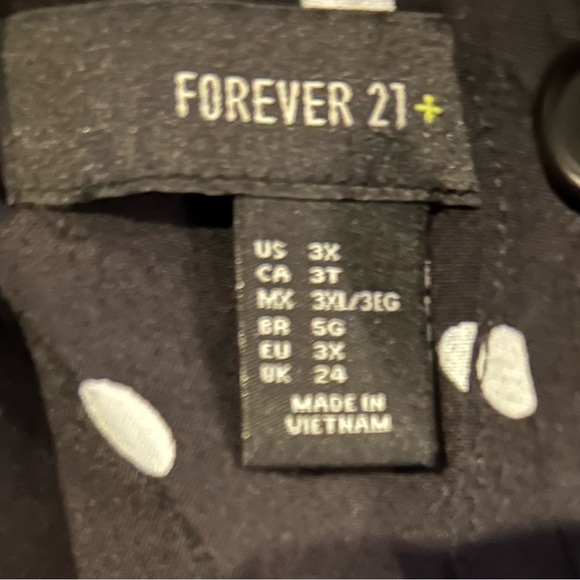 FOREVER 21+
US 3X
CA 3T
MX 3XL/3EG
BR 5G
EU 3X
UK 24
MADE IN
VIETNAM